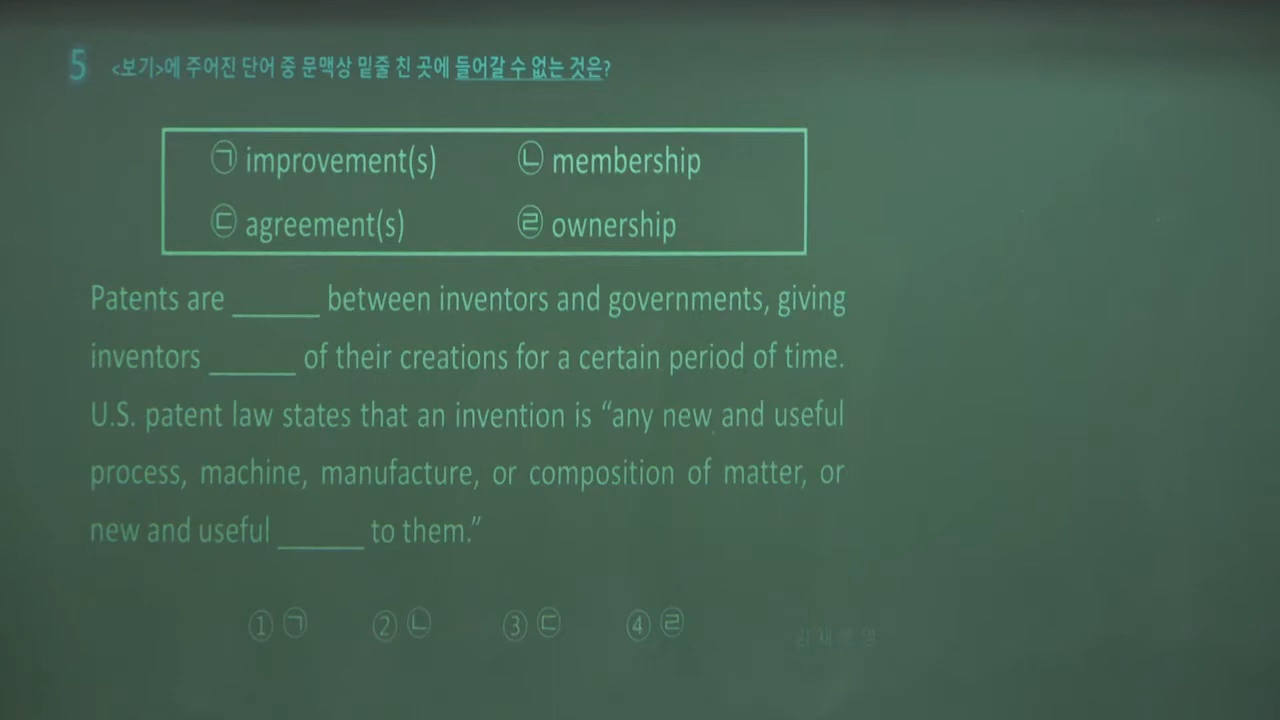 5 <보기>에 주어진 단어 중 문맥상 밑줄 친 곳에 들어갈 수 없는 것은?
㉠ improvement(s) ㉡ membership
㉢ agreement(s) ㉣ ownership
Patents are ______ between inventors and governments, giving
inventors ______ of their creations for a certain period of time.
U.S. patent law states that an invention is “any new and useful
process, machine, manufacture, or composition of matter, or
new and useful ______ to them.”
① ㉠ ② ㉡ ③ ㉢ ④ ㉣